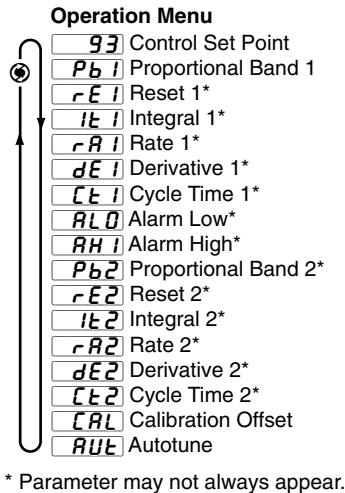 Operation Menu
93 Control Set Point
Pb1 Proportional Band 1
rE1 Reset 1*
It1 Integral 1*
rA1 Rate 1*
dE1 Derivative 1*
Ct1 Cycle Time 1*
ALO Alarm Low*
AHI Alarm High*
Pb2 Proportional Band 2*
rE2 Reset 2*
It2 Integral 2*
rA2 Rate 2*
dE2 Derivative 2*
Ct2 Cycle Time 2*
CAL Calibration Offset
AUt Autotune
* Parameter may not always appear.